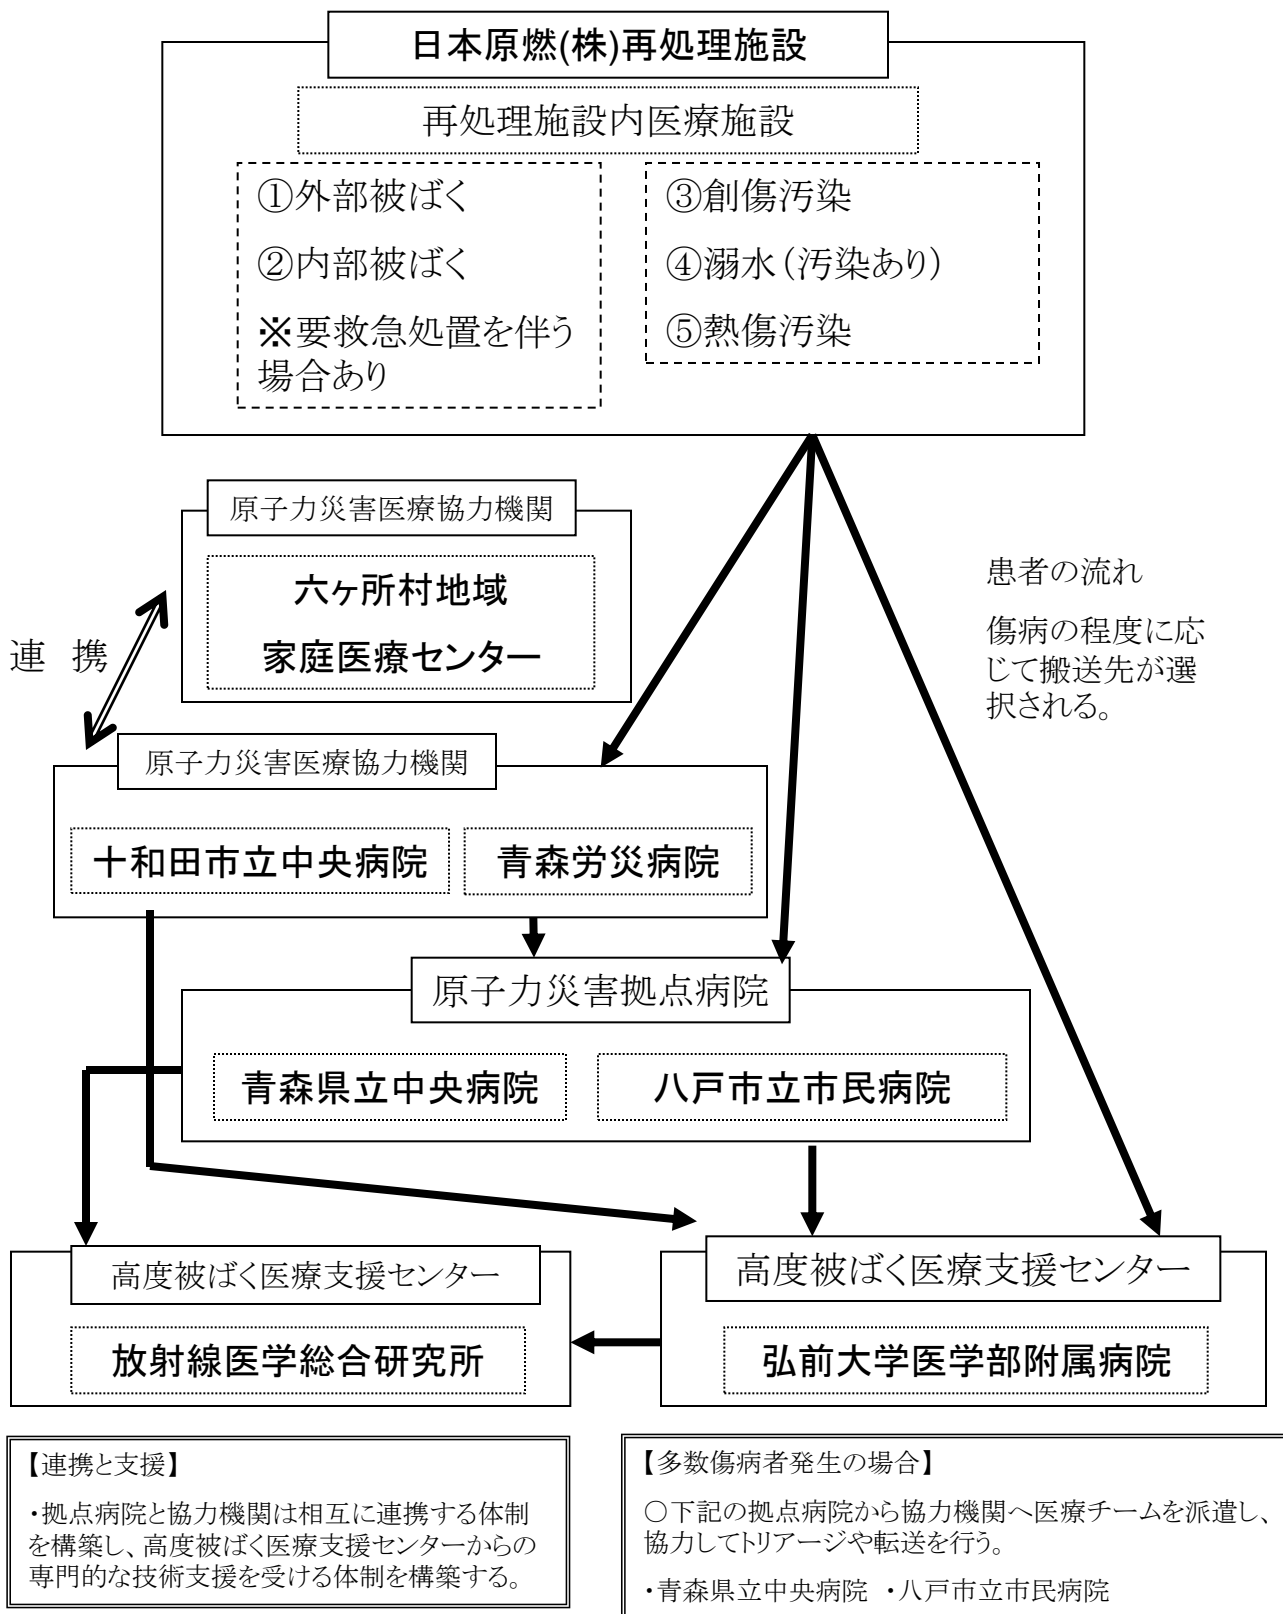 日本原燃(株)再処理施設
再処理施設内医療施設
①外部被ばく
②内部被ばく
※要救急処置を伴う
場合あり
③創傷汚染
④溺水（汚染あり）
⑤熱傷汚染
原子力災害医療協力機関
六ヶ所村地域
家庭医療センター
連 携
患者の流れ
傷病の程度に応
じて搬送先が選
択される。
原子力災害医療協力機関
十和田市立中央病院
青森労災病院
原子力災害拠点病院
青森県立中央病院
八戸市立市民病院
高度被ばく医療支援センター
放射線医学総合研究所
高度被ばく医療支援センター
弘前大学医学部附属病院
【連携と支援】
・拠点病院と協力機関は相互に連携する体制
を構築し、高度被ばく医療支援センターからの
専門的な技術支援を受ける体制を構築する。
【多数傷病者発生の場合】
○下記の拠点病院から協力機関へ医療チームを派遣し、
協力してトリアージや転送を行う。
・青森県立中央病院 ・八戸市立市民病院